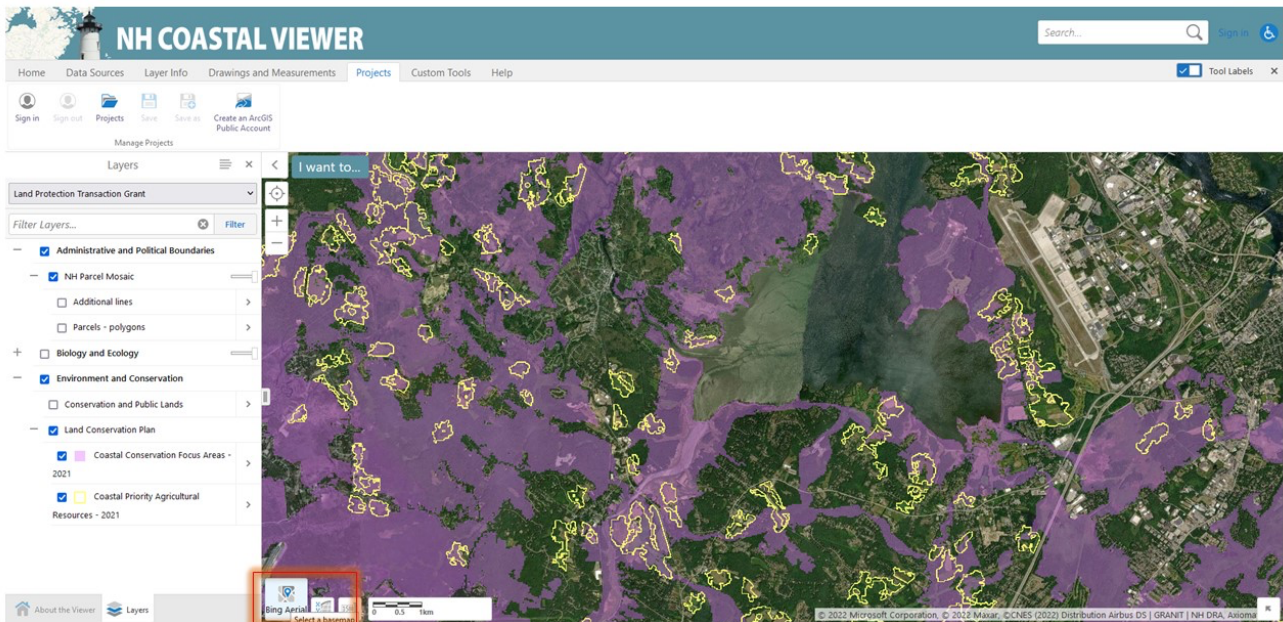 NH COASTAL VIEWER
Search...
Sign in
Home Data Sources Layer Info Drawings and Measurements Projects Custom Tools Help
Tool Labels
Sign in Sign out Projects Save Save as Create an ArcGIS
Public Account
Manage Projects
Layers
I want to...
Land Protection Transaction Grant
Filter Layers... Filter
Administrative and Political Boundaries
NH Parcel Mosaic
Additional lines
Parcels - polygons
Biology and Ecology
Environment and Conservation
Conservation and Public Lands
Land Conservation Plan
Coastal Conservation Focus Areas -
2021
Coastal Priority Agricultural
Resources - 2021
About the Viewer Layers
Bing Aerial
Select a basemap
0 0.5 1km
© 2022 Microsoft Corporation, © 2022 Maxar, ©CNES (2022) Distribution Airbus DS | GRANIT | NH DRA, Axioma